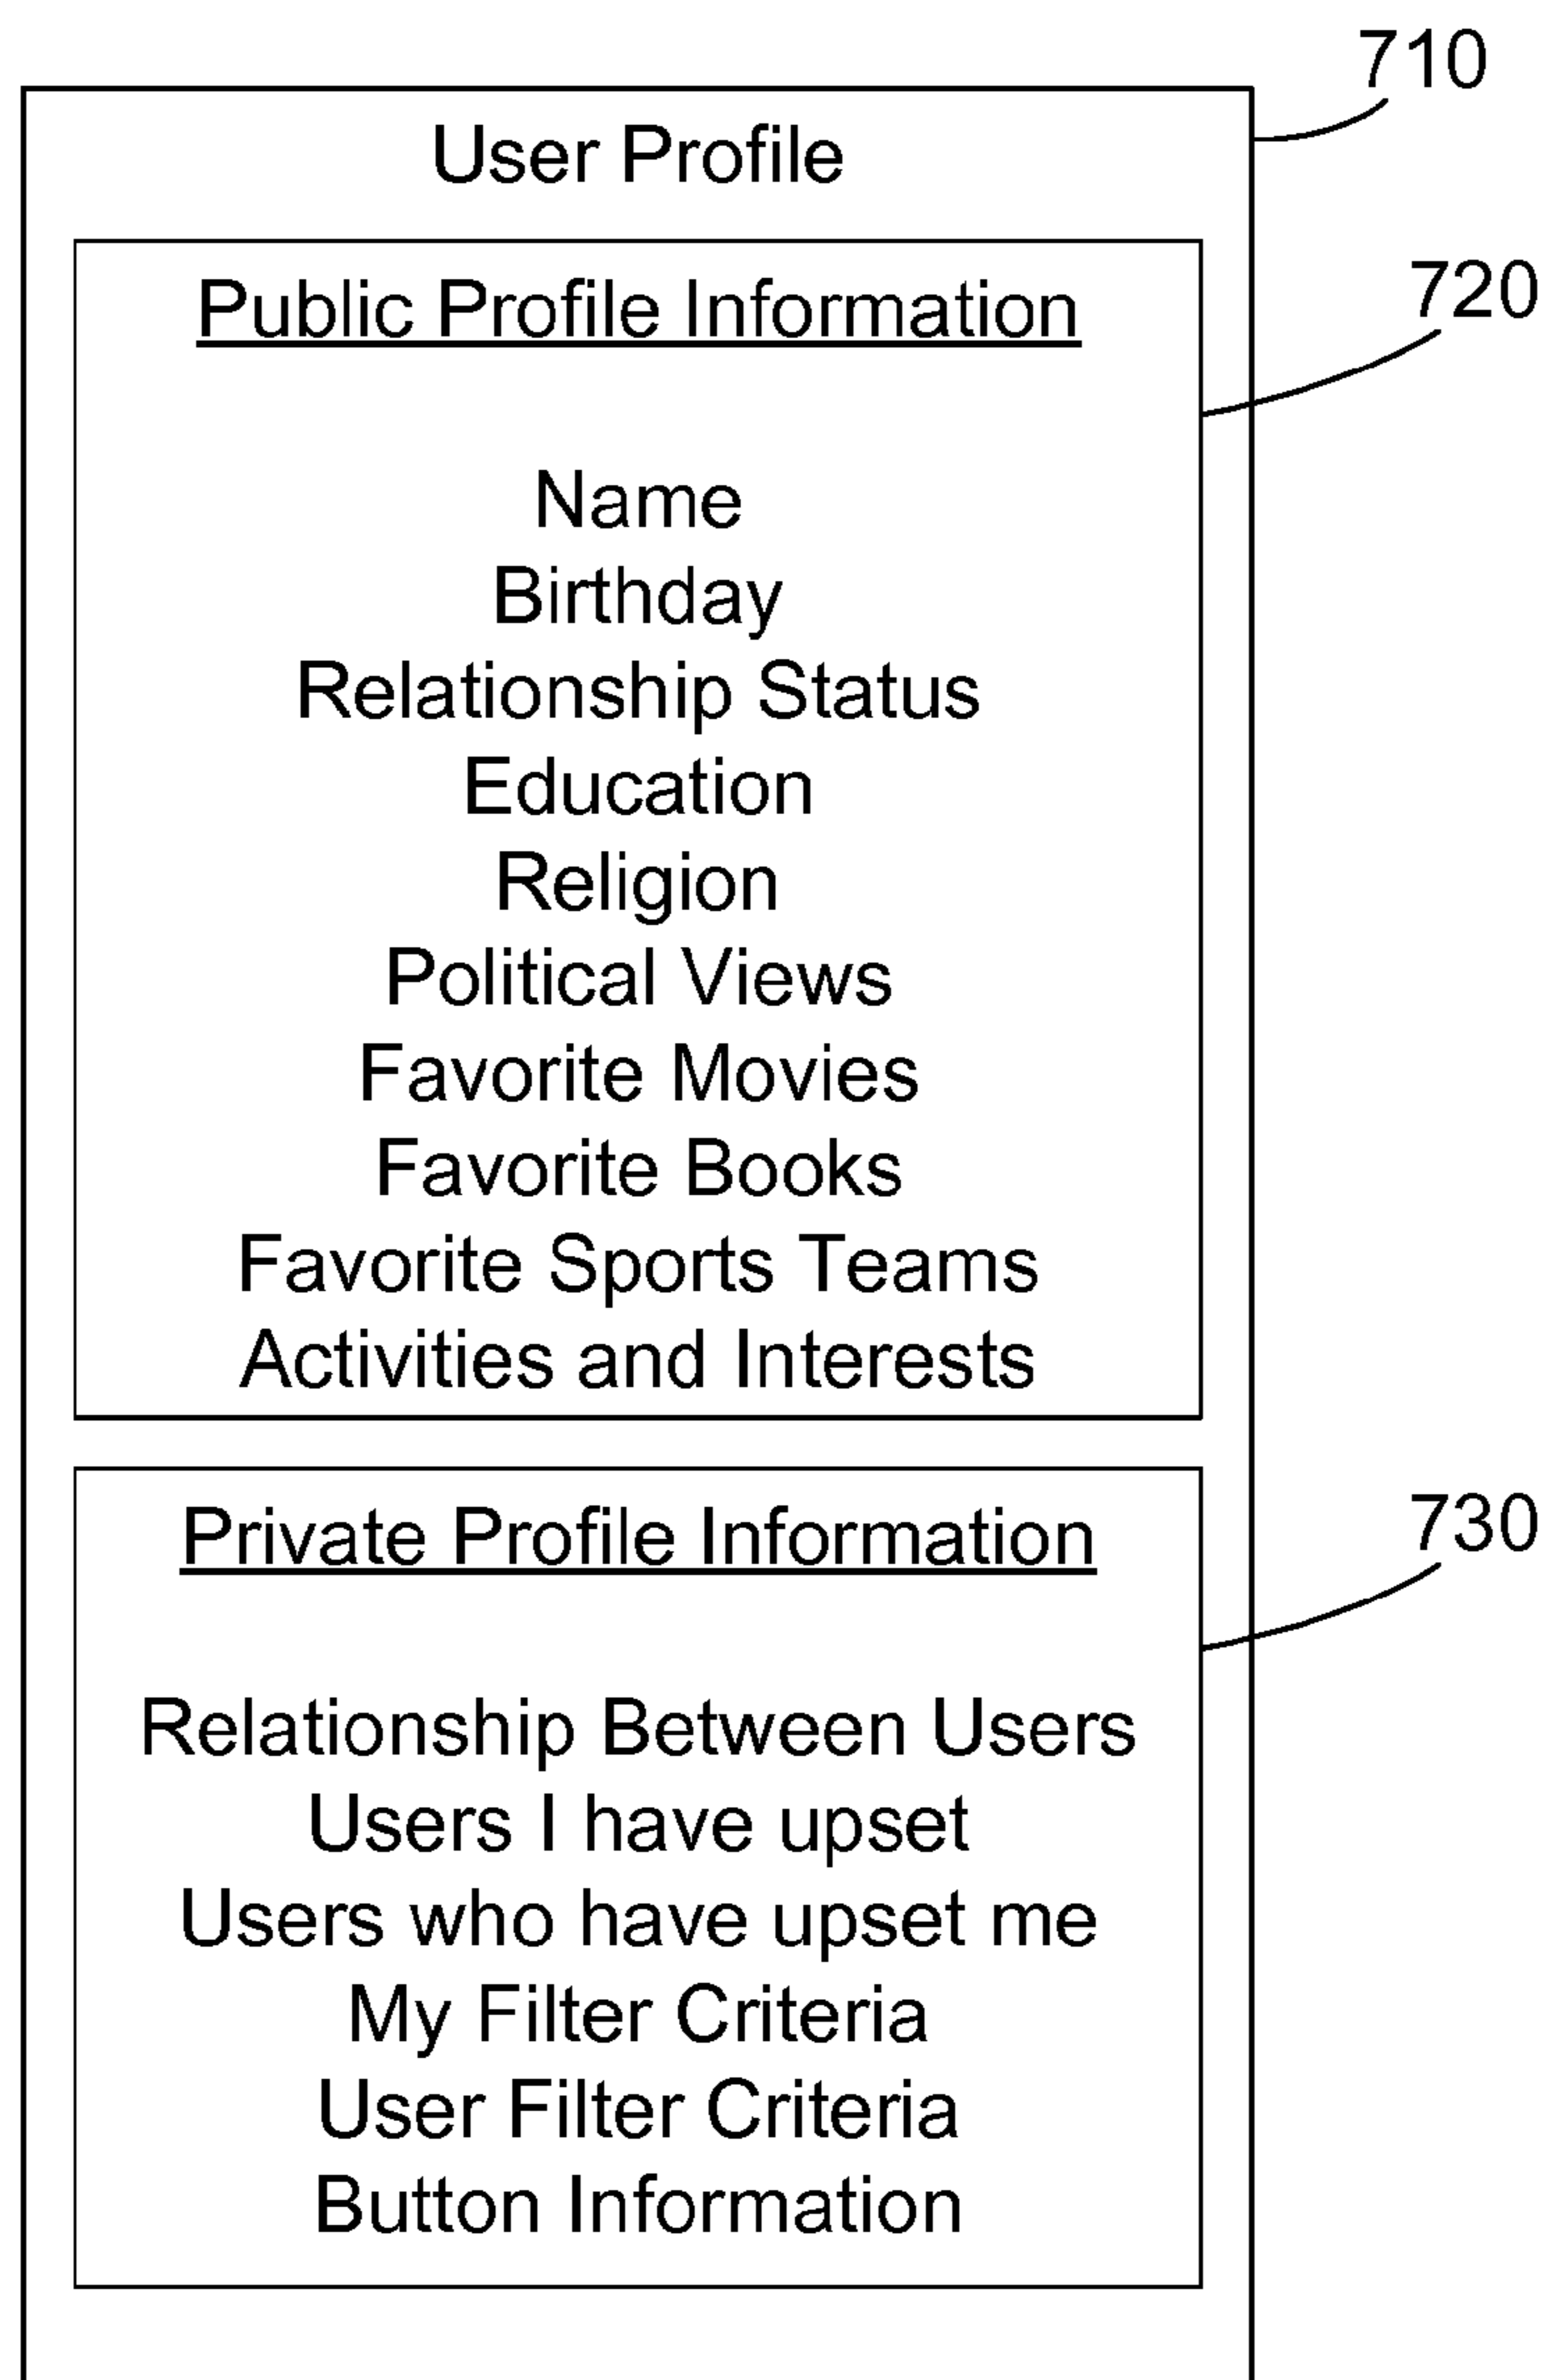 710
User Profile
720
Public Profile Information
Name
Birthday
Relationship Status
Education
Religion
Political Views
Favorite Movies
Favorite Books
Favorite Sports Teams
Activities and Interests
730
Private Profile Information
Relationship Between Users
Users I have upset
Users who have upset me
My Filter Criteria
User Filter Criteria
Button Information